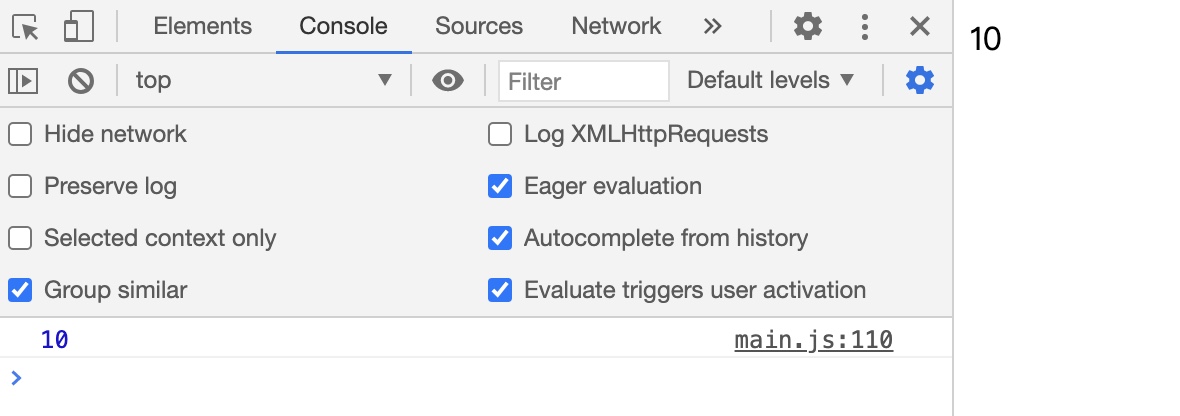 Elements Console Sources Network 10
top Filter Default levels
Hide network Log XMLHttpRequests
Preserve log Eager evaluation
Selected context only Autocomplete from history
Group similar Evaluate triggers user activation
10 main.js:110